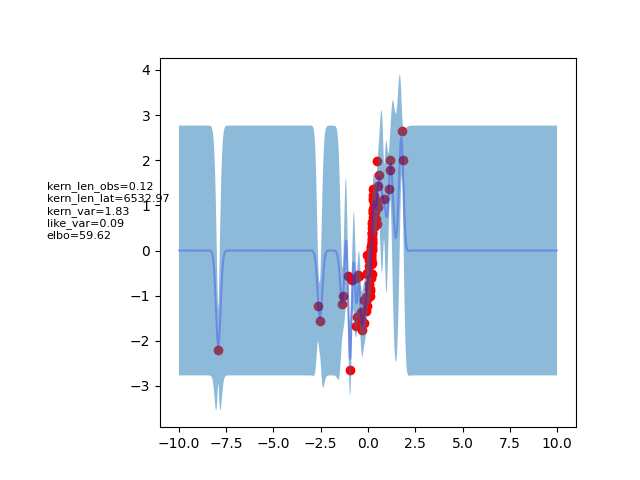 4
3
2
1
0
−1
−2
−3
kern_len_obs=0.12
kern_len_lat=6532.97
kern_var=1.83
like_var=0.09
elbo=59.62
−10.0 −7.5 −5.0 −2.5 0.0 2.5 5.0 7.5 10.0